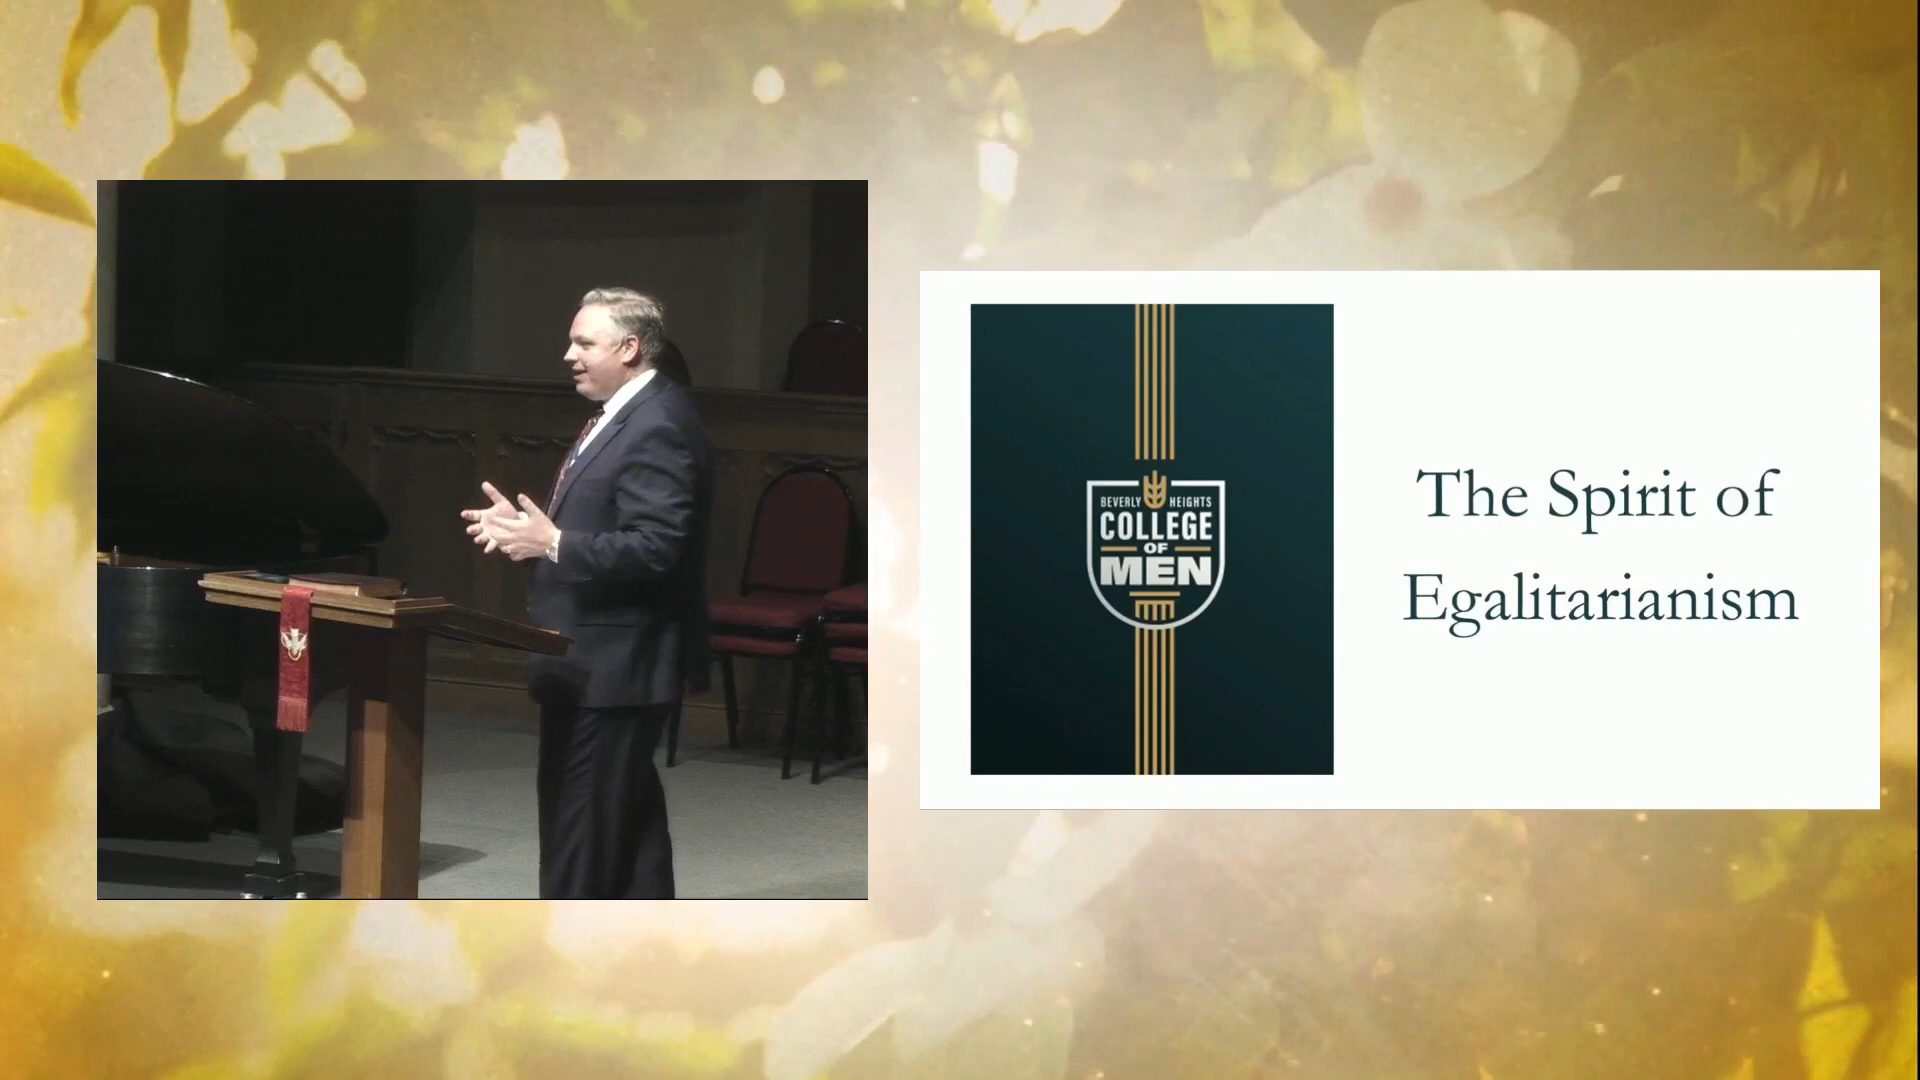 BEVERLY HEIGHTS
COLLEGE
OF
MEN
The Spirit of
Egalitarianism